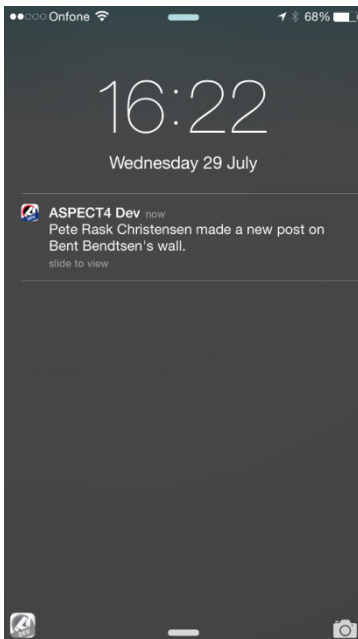 Onfone 68%
16:22
Wednesday 29 July
ASPECT4 Dev now
Pete Rask Christensen made a new post on
Bent Bendtsen's wall.
slide to view
DEV